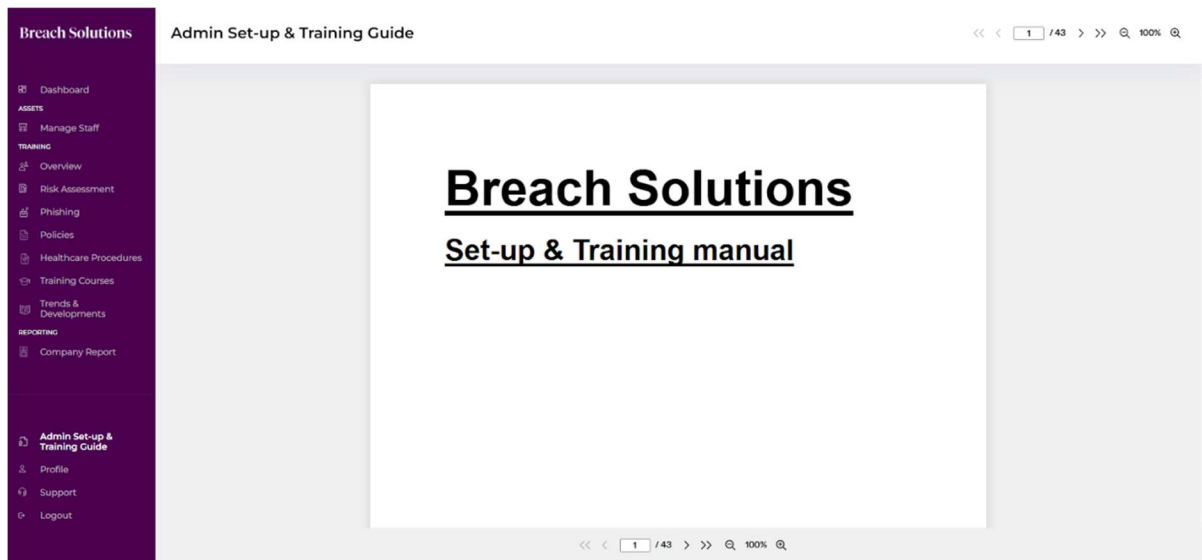 Breach Solutions
Admin Set-up & Training Guide
1 / 43 100%
Dashboard
ASSETS
Manage Staff
TRAINING
Overview
Risk Assessment
Phishing
Policies
Healthcare Procedures
Training Courses
Trends &
Developments
REPORTING
Company Report
Admin Set-up &
Training Guide
Profile
Support
Logout
Breach Solutions
Set-up & Training manual
1 / 43 100%